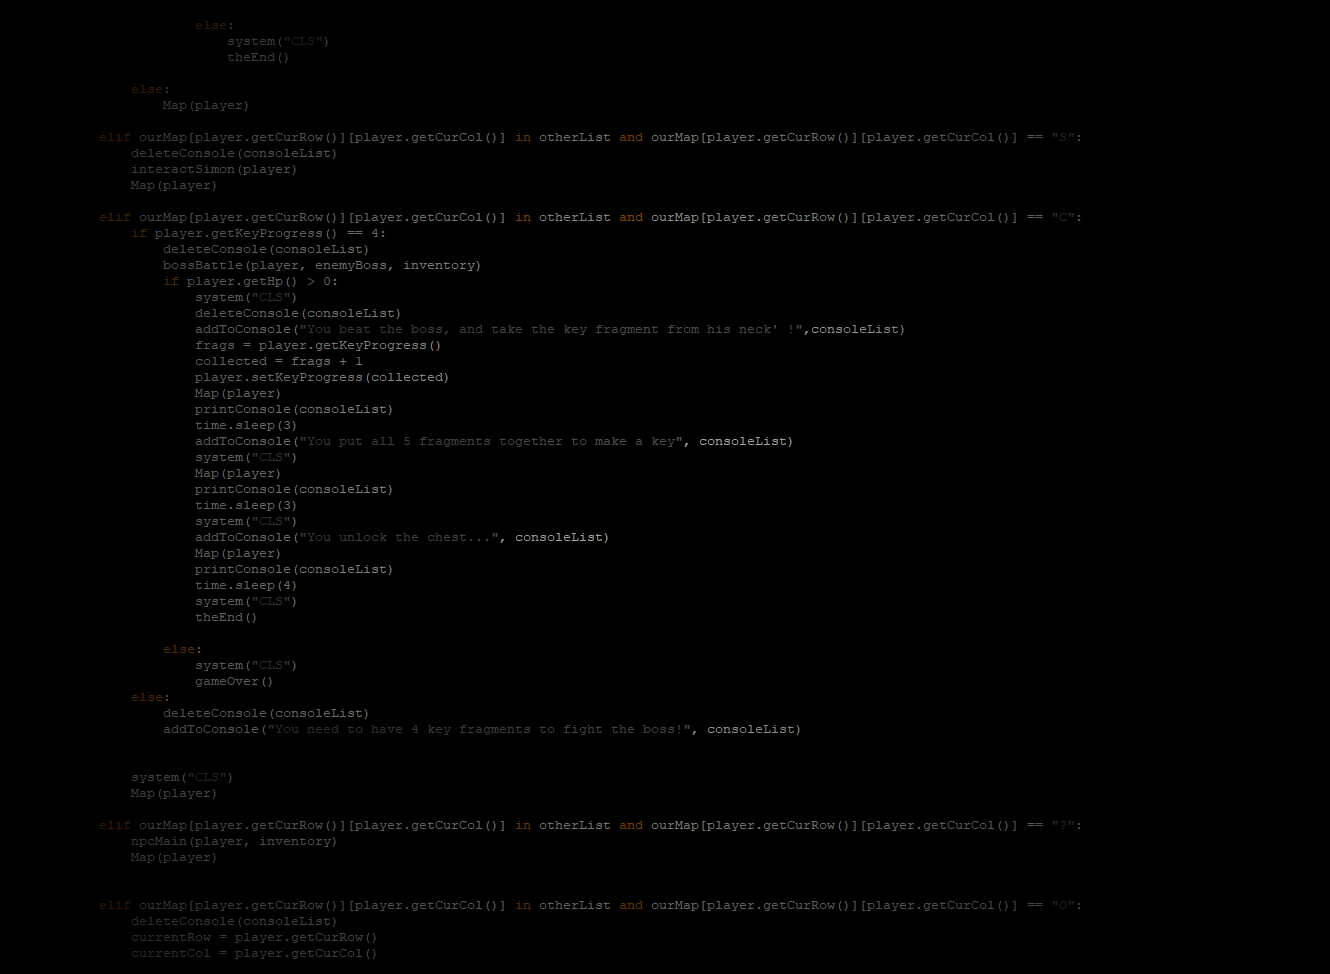 else:
system("CLS")
theEnd()
else:
Map(player)
elif ourMap[player.getCurRow()][player.getCurCol()] in otherList and ourMap[player.getCurRow()][player.getCurCol()] == "S":
deleteConsole(consoleList)
interactSimon(player)
Map(player)
elif ourMap[player.getCurRow()][player.getCurCol()] in otherList and ourMap[player.getCurRow()][player.getCurCol()] == "C":
if player.getKeyProgress() == 4:
deleteConsole(consoleList)
bossBattle(player, enemyBoss, inventory)
if player.getHp() > 0:
system("CLS")
deleteConsole(consoleList)
addToConsole("You beat the boss, and take the key fragment from his neck' !",consoleList)
frags = player.getKeyProgress()
collected = frags + 1
player.setKeyProgress(collected)
Map(player)
printConsole(consoleList)
time.sleep(3)
addToConsole("You put all 5 fragments together to make a key", consoleList)
system("CLS")
Map(player)
printConsole(consoleList)
time.sleep(3)
system("CLS")
addToConsole("You unlock the chest...", consoleList)
Map(player)
printConsole(consoleList)
time.sleep(4)
system("CLS")
theEnd()
else:
system("CLS")
gameOver()
else:
deleteConsole(consoleList)
addToConsole("You need to have 4 key fragments to fight the boss!", consoleList)
system("CLS")
Map(player)
elif ourMap[player.getCurRow()][player.getCurCol()] in otherList and ourMap[player.getCurRow()][player.getCurCol()] == "?":
npcMain(player, inventory)
Map(player)
elif ourMap[player.getCurRow()][player.getCurCol()] in otherList and ourMap[player.getCurRow()][player.getCurCol()] == "O":
deleteConsole(consoleList)
currentRow = player.getCurRow()
currentCol = player.getCurCol()